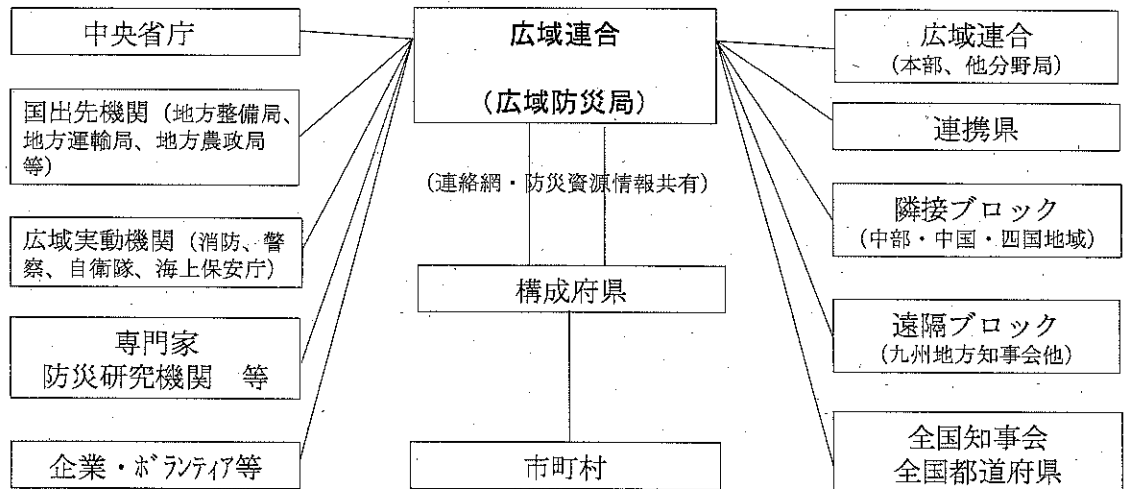 中央省庁
国出先機関（地方整備局、
地方運輸局、地方農政局
等）
広域実動機関（消防、警
察、自衛隊、海上保安庁）
専門家
防災研究機関　等
企業・ボランティア等
広域連合
（広域防災局）
（連絡網・防災資源情報共有）
構成府県
市町村
広域連合
（本部、他分野局）
連携県
隣接ブロック
（中部・中国・四国地域）
遠隔ブロック
（九州地方知事会他）
全国知事会
全国都道府県